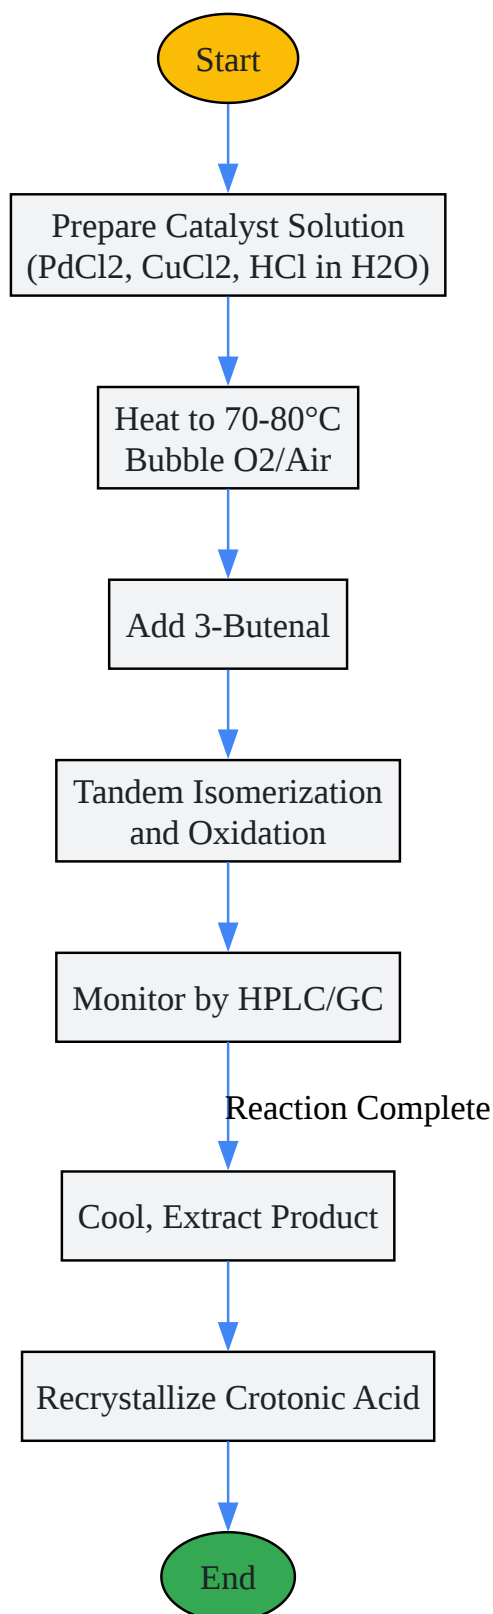 Start
Prepare Catalyst Solution
(PdCl2, CuCl2, HCl in H2O)
Heat to 70-80°C
Bubble O2/Air
Add 3-Butenal
Tandem Isomerization
and Oxidation
Monitor by HPLC/GC
Reaction Complete
Cool, Extract Product
Recrystallize Crotonic Acid
End